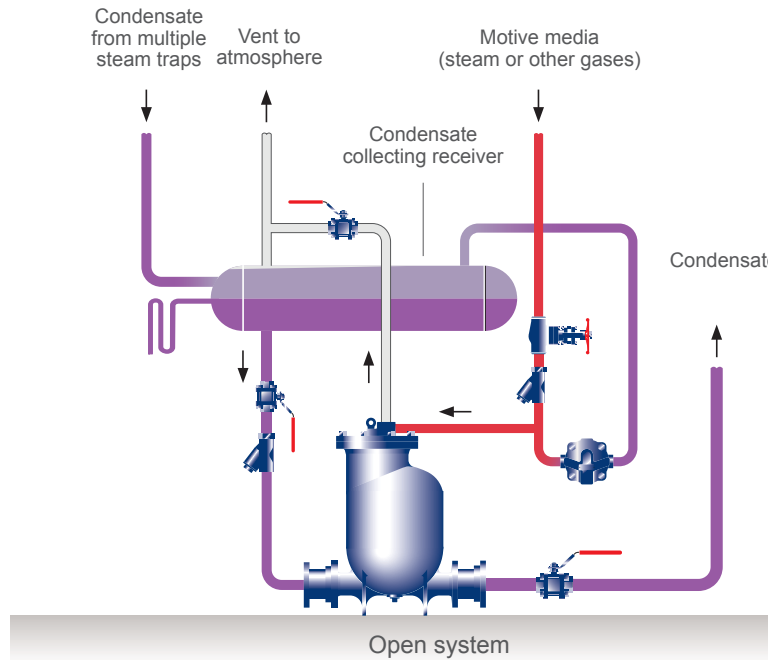 Condensate
from multiple
steam traps
Vent to
atmosphere
Motive media
(steam or other gases)
Condensate
collecting receiver
Condensate
Open system